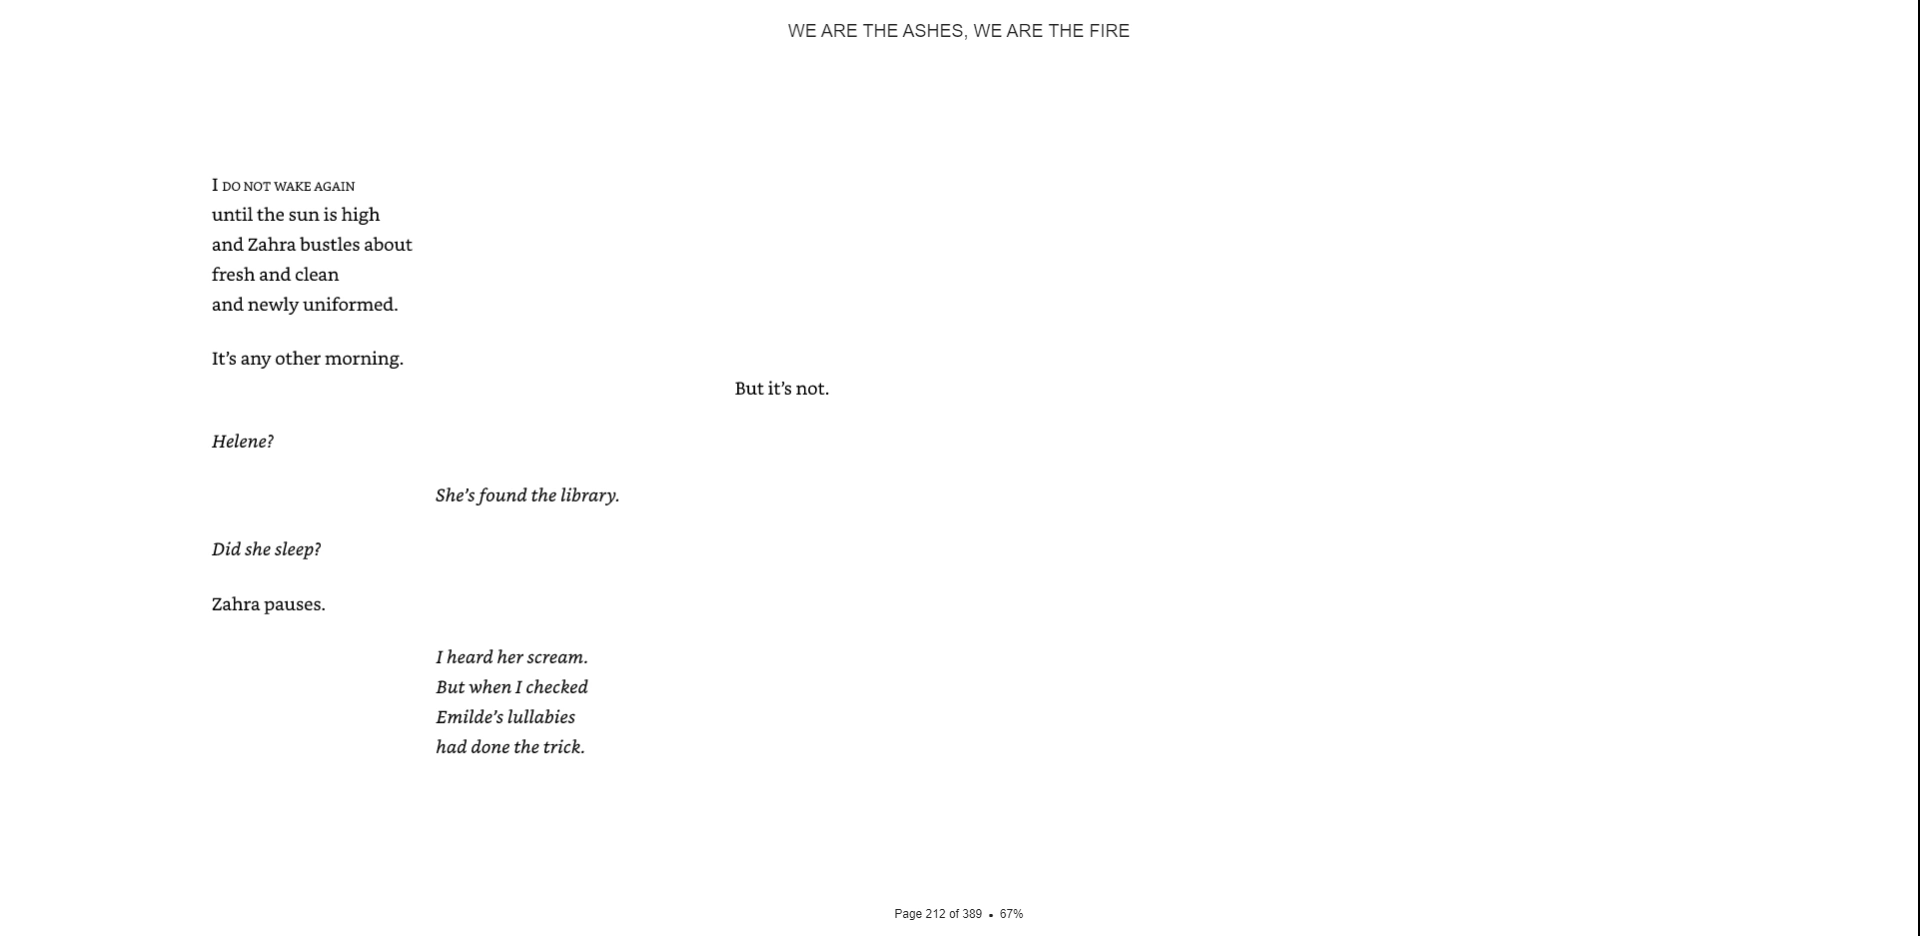 WE ARE THE ASHES, WE ARE THE FIRE
I DO NOT WAKE AGAIN
until the sun is high
and Zahra bustles about
fresh and clean
and newly uniformed.
It’s any other morning.
But it’s not.
Helene?
She’s found the library.
Did she sleep?
Zahra pauses.
I heard her scream.
But when I checked
Emilde’s lullabies
had done the trick.
Page 212 of 389 • 67%